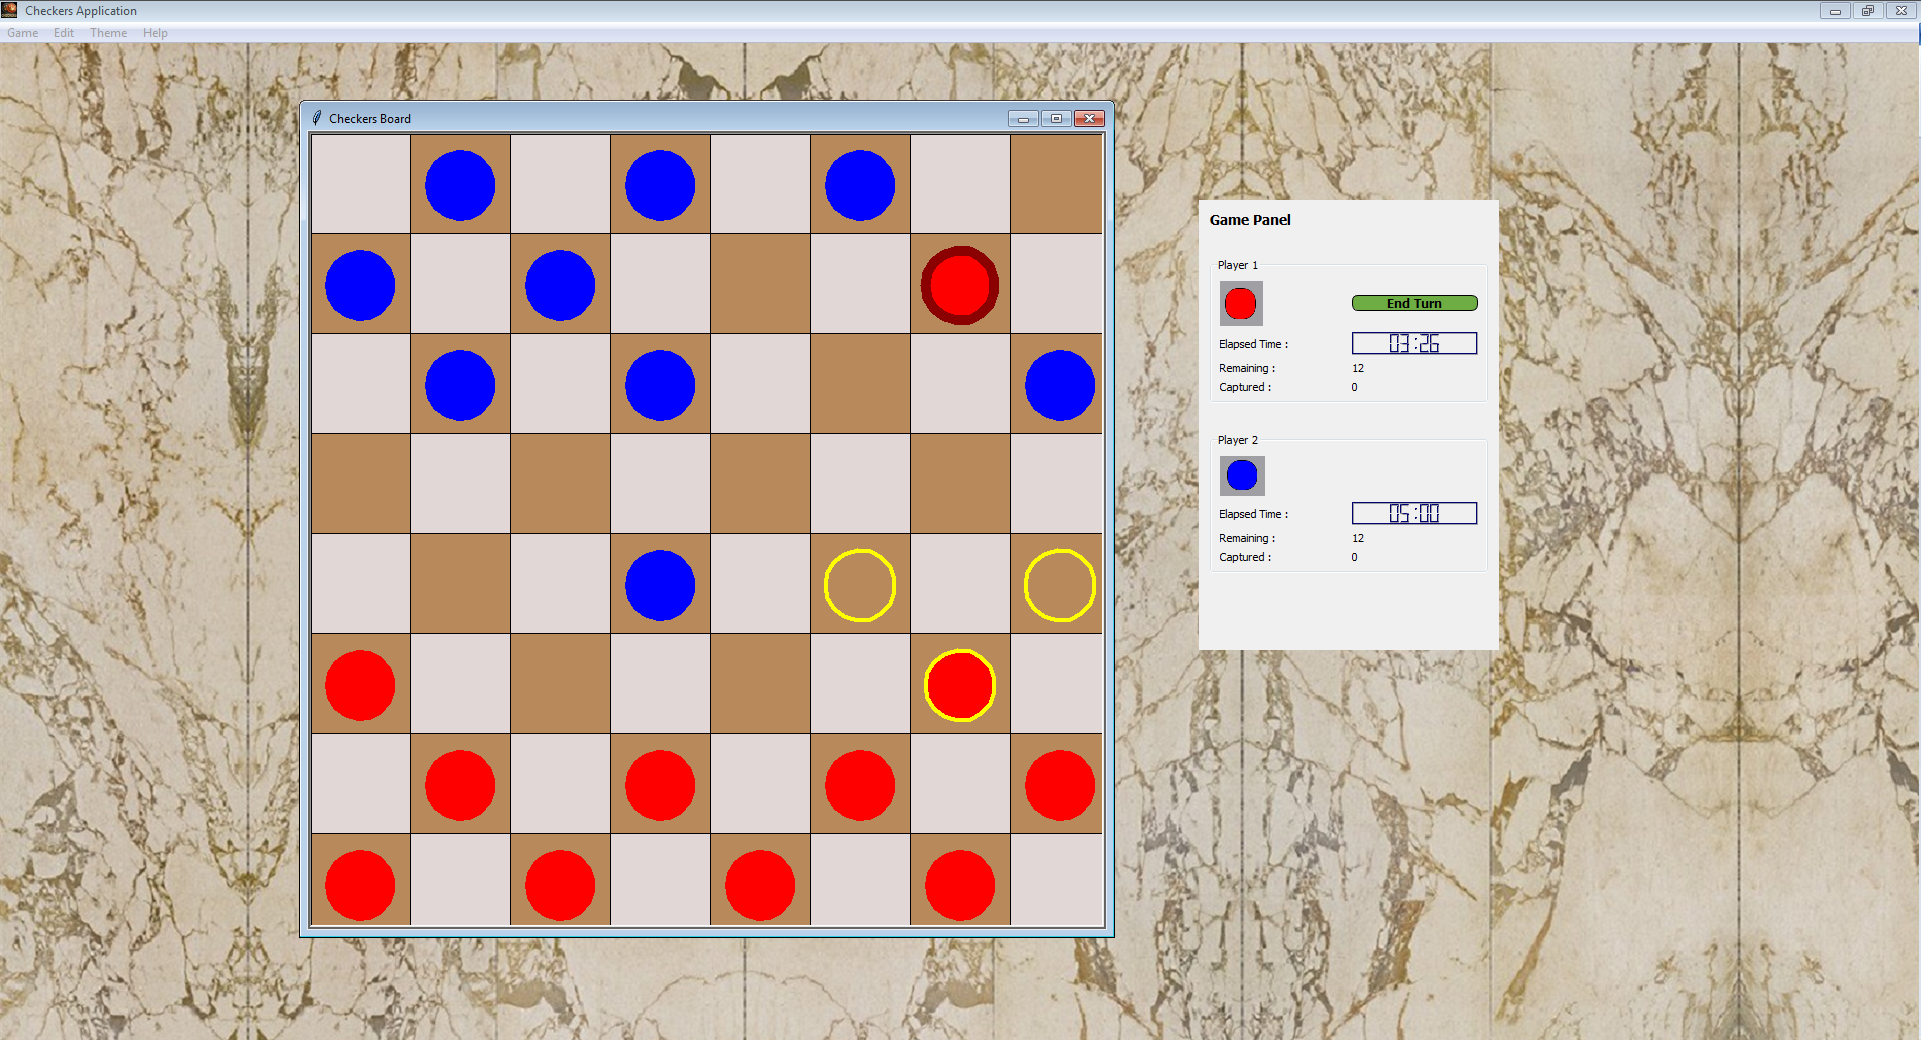 Checkers Application
Game Edit Theme Help
Checkers Board
Game Panel
Player 1
End Turn
Elapsed Time : 03:26
Remaining : 12
Captured : 0
Player 2
Elapsed Time : 05:00
Remaining : 12
Captured : 0